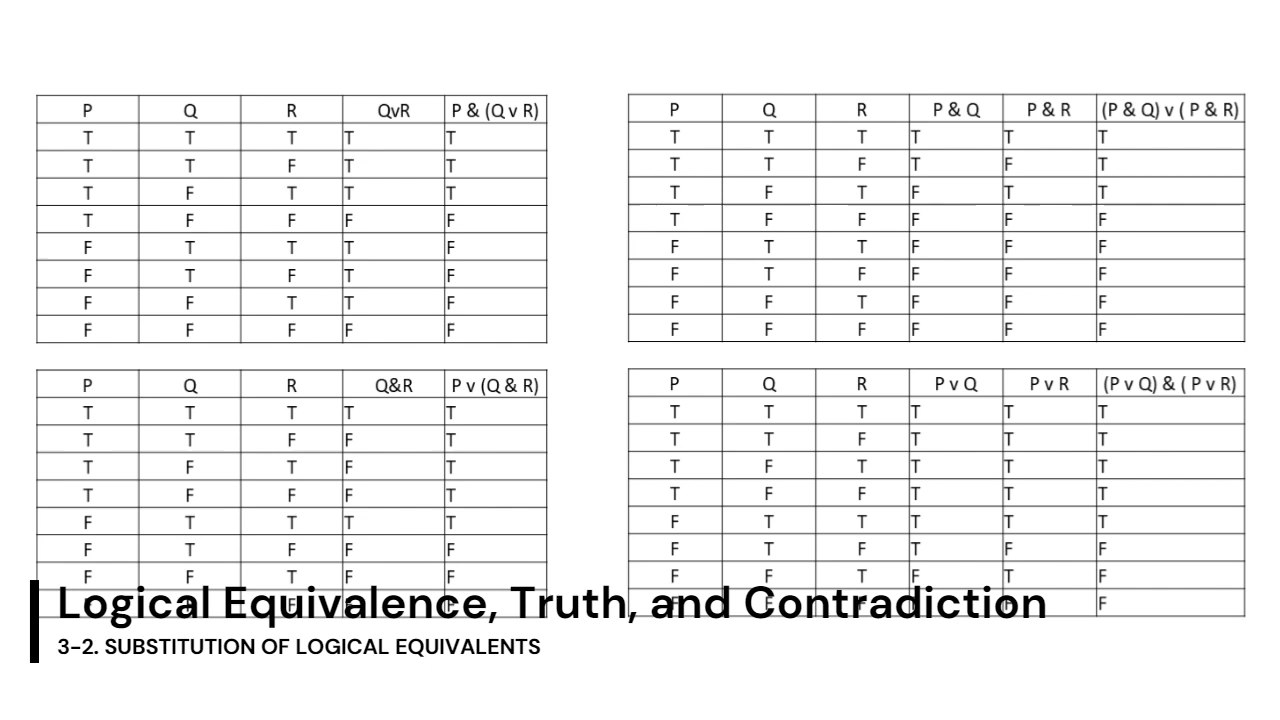 P Q R QvR P & (Q v R)
T T T T T
T T F T T
T F T T T
T F F F F
F T T T F
F T F T F
F F T T F
F F F F F
P Q R P & Q P & R (P & Q) v ( P & R)
T T T T T T
T T F T F T
T F T F T T
T F F F F F
F T T F F F
F T F F F F
F F T F F F
F F F F F F
P Q R Q&R P v (Q & R)
T T T T T
T T F F T
T F T F T
T F F F T
F T T T T
F T F F F
F F T F F
P Q R P v Q P v R (P v Q) & ( P v R)
T T T T T T
T T F T T T
T F T T T T
T F F T T T
F T T T T T
F T F T F F
F F T F T F
F
Logical Equivalence, Truth, and Contradiction
3-2. SUBSTITUTION OF LOGICAL EQUIVALENTS